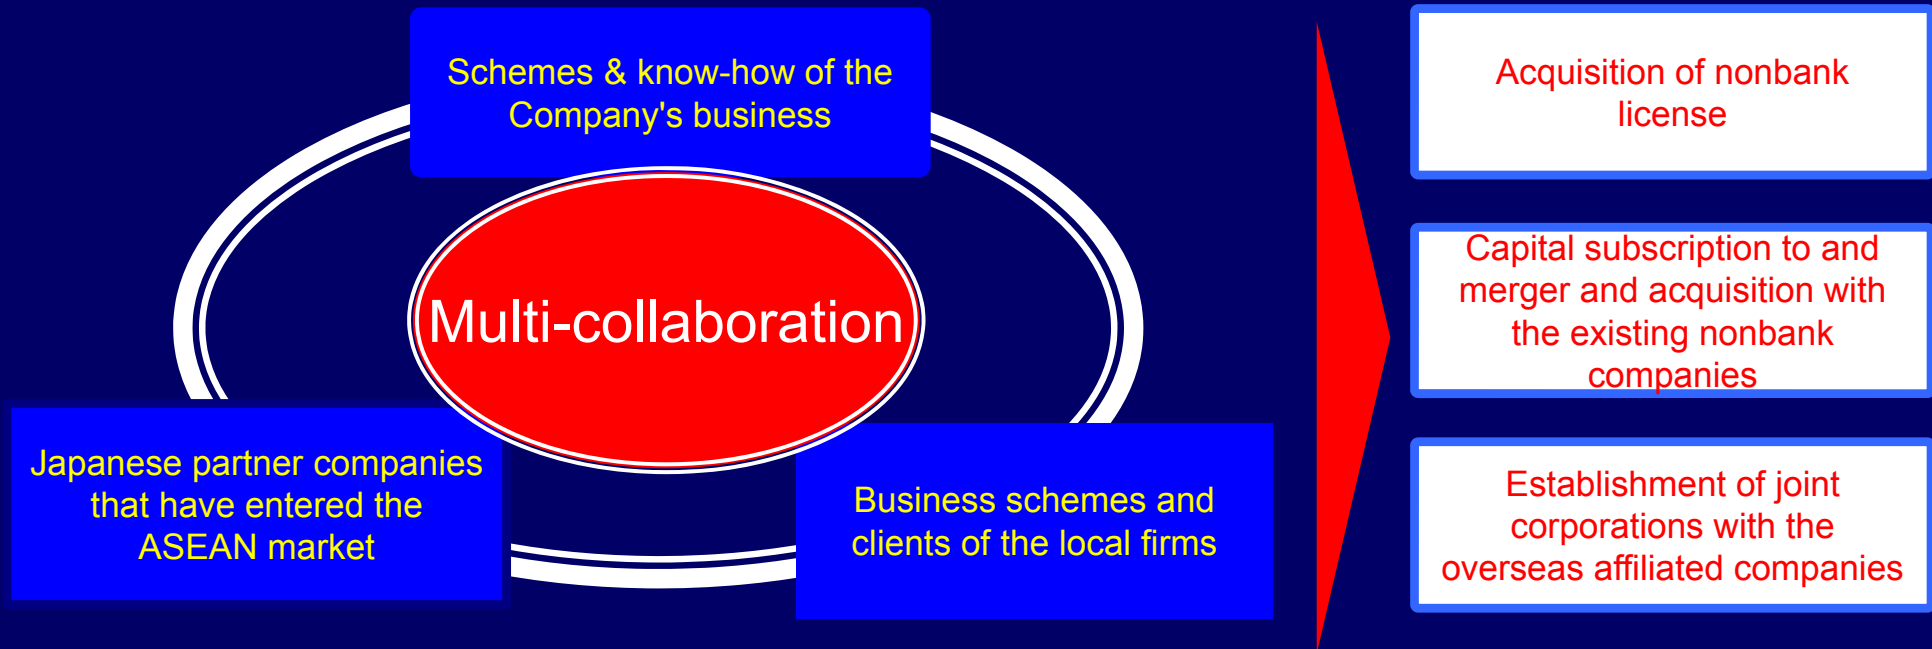 Schemes & know-how of the
Company's business
Multi-collaboration
Japanese partner companies
that have entered the
ASEAN market
Business schemes and
clients of the local firms
Acquisition of nonbank
license
Capital subscription to and
merger and acquisition with
the existing nonbank
companies
Establishment of joint
corporations with the
overseas affiliated companies